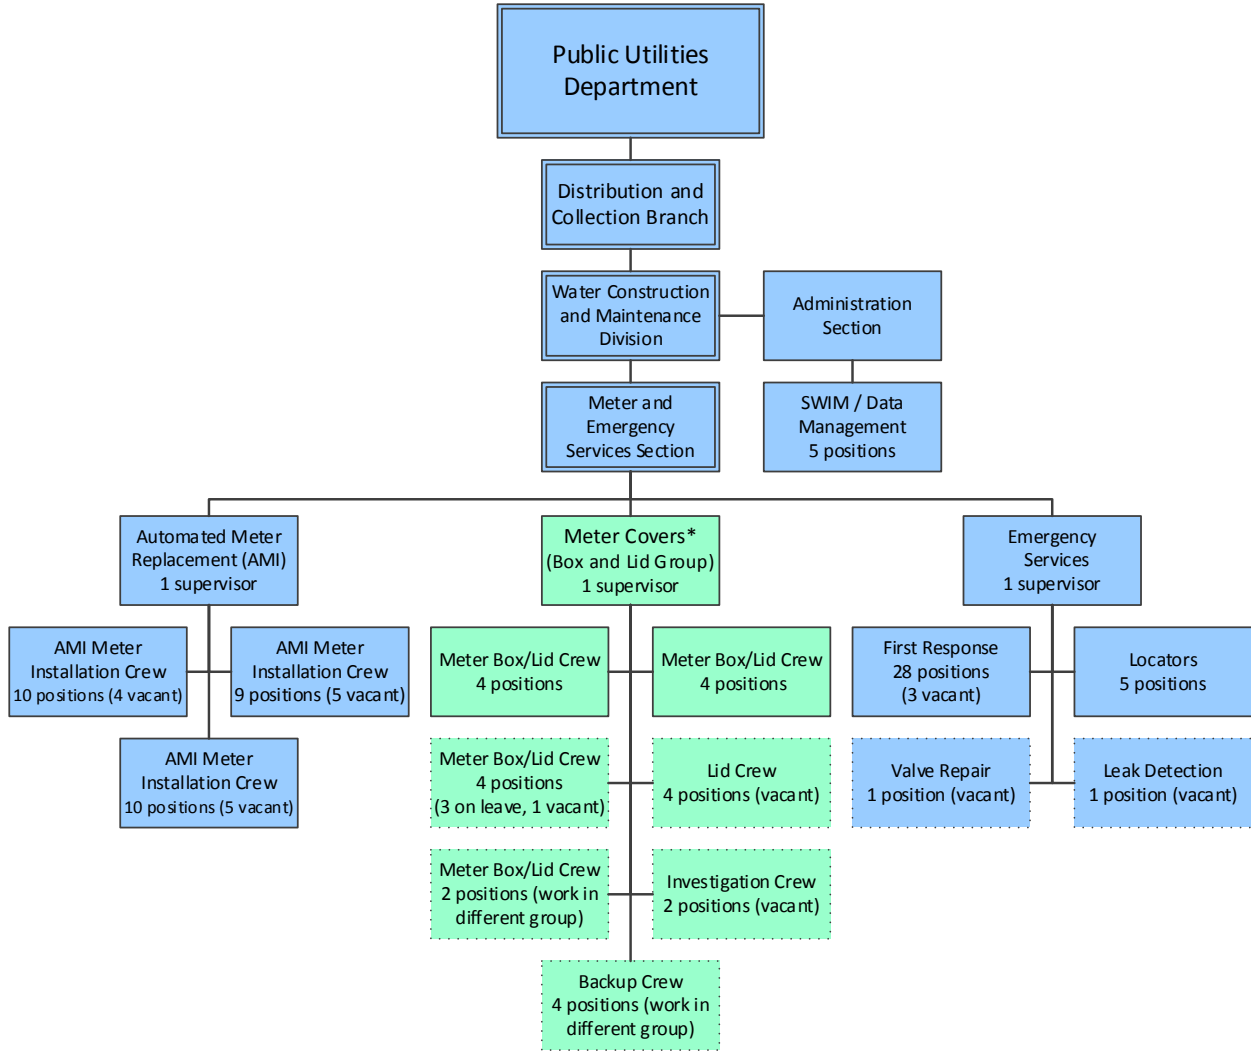 Public Utilities
Department
Distribution and
Collection Branch
Water Construction
and Maintenance
Division
Administration
Section
Meter and
Emergency
Services Section
SWIM / Data
Management
5 positions
Automated Meter
Replacement (AMI)
1 supervisor
Meter Covers*
(Box and Lid Group)
1 supervisor
Emergency
Services
1 supervisor
AMI Meter
Installation Crew
10 positions (4 vacant)
AMI Meter
Installation Crew
9 positions (5 vacant)
Meter Box/Lid Crew
4 positions
Meter Box/Lid Crew
4 positions
First Response
28 positions
(3 vacant)
Locators
5 positions
AMI Meter
Installation Crew
10 positions (5 vacant)
Meter Box/Lid Crew
4 positions
(3 on leave, 1 vacant)
Lid Crew
4 positions (vacant)
Valve Repair
1 position (vacant)
Leak Detection
1 position (vacant)
Meter Box/Lid Crew
2 positions (work in
different group)
Investigation Crew
2 positions (vacant)
Backup Crew
4 positions (work in
different group)